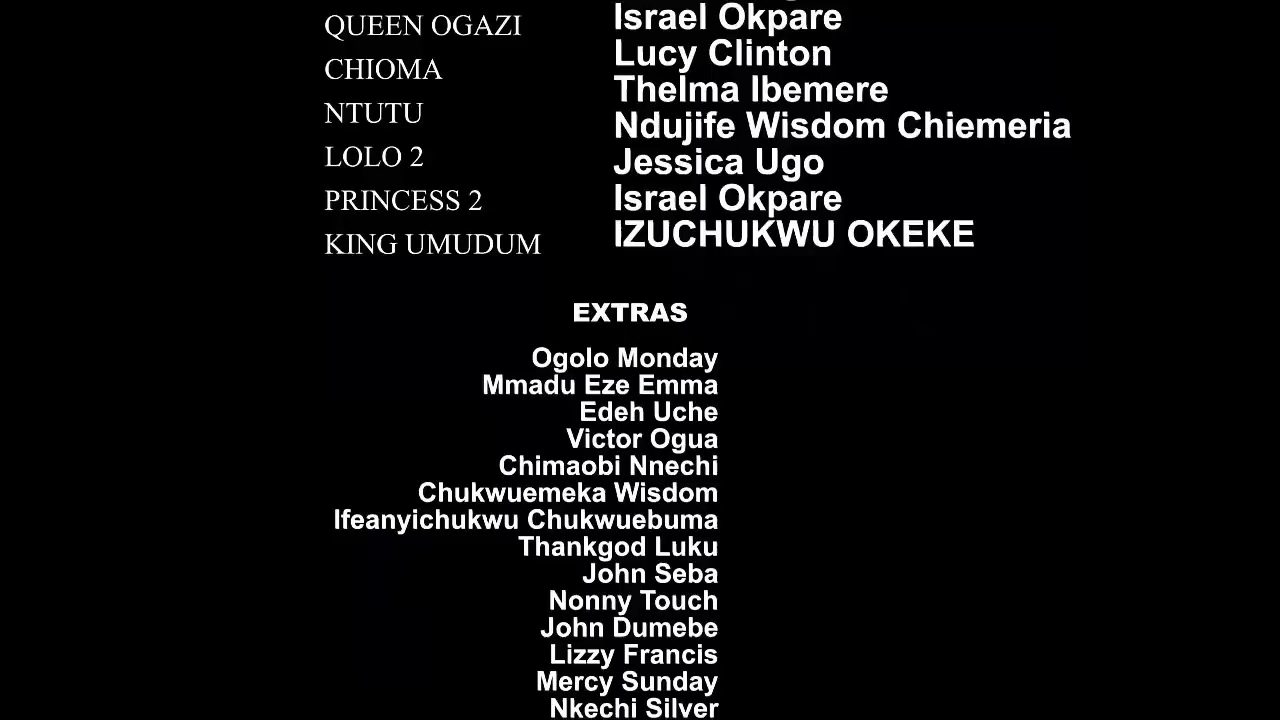 QUEEN OGAZI
CHIOMA
NTUTU
LOLO 2
PRINCESS 2
KING UMUDUM
Israel Okpare
Lucy Clinton
Thelma Ibemere
Ndujife Wisdom Chiemeria
Jessica Ugo
Israel Okpare
IZUCHUKWU OKEKE
EXTRAS
Ogolo Monday
Mmadu Eze Emma
Edeh Uche
Victor Ogua
Chimaobi Nnechi
Chukwuemeka Wisdom
Ifeanyichukwu Chukwuebuma
Thankgod Luku
John Seba
Nonny Touch
John Dumebe
Lizzy Francis
Mercy Sunday
Nkechi Silver